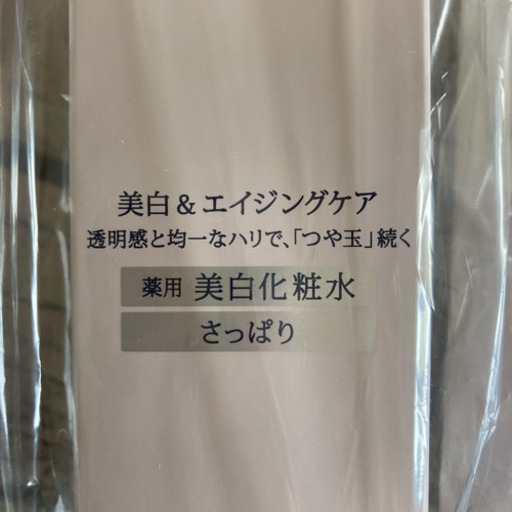 美白&エイジングケア
透明感と均一なハリで、「つや玉」続く
薬用 美白化粧水
さっぱり